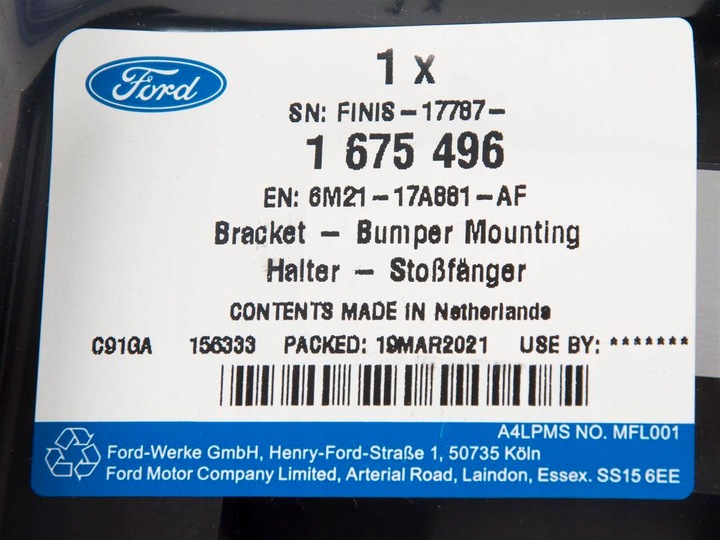 Ford
1 x
SN: FINIS-17787-
1 675 496
EN: 6M21-17A881-AF
Bracket - Bumper Mounting
Halter - Stoßfänger
CONTENTS MADE IN Netherlands
C91GA 156333 PACKED: 19MAR2021 USE BY: *******
A4LPMS NO. MFL001
Ford-Werke GmbH, Henry-Ford-Straße 1, 50735 Köln
Ford Motor Company Limited, Arterial Road, Laindon, Essex. SS15 6EE